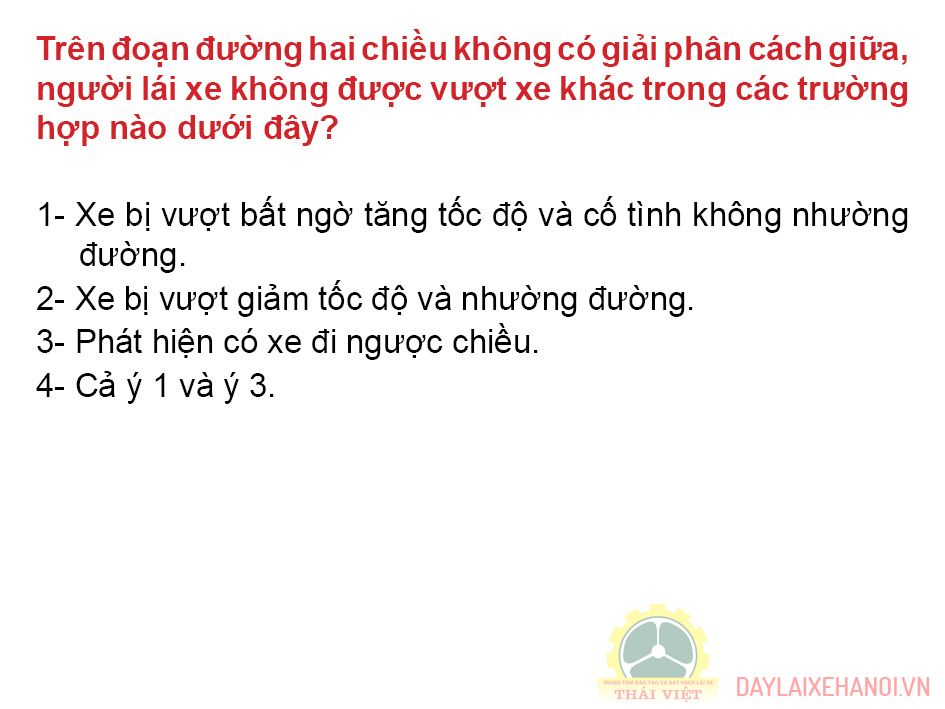 Trên đoạn đường hai chiều không có giải phân cách giữa,
người lái xe không được vượt xe khác trong các trường
hợp nào dưới đây?
1- Xe bị vượt bất ngờ tăng tốc độ và cố tình không nhường
đường.
2- Xe bị vượt giảm tốc độ và nhường đường.
3- Phát hiện có xe đi ngược chiều.
4- Cả ý 1 và ý 3.
TRUNG TÂM ĐÀO TẠO VÀ SÁT HẠCH LÁI XE
THÁI VIỆT
DAYLAIXEHANOI.VN